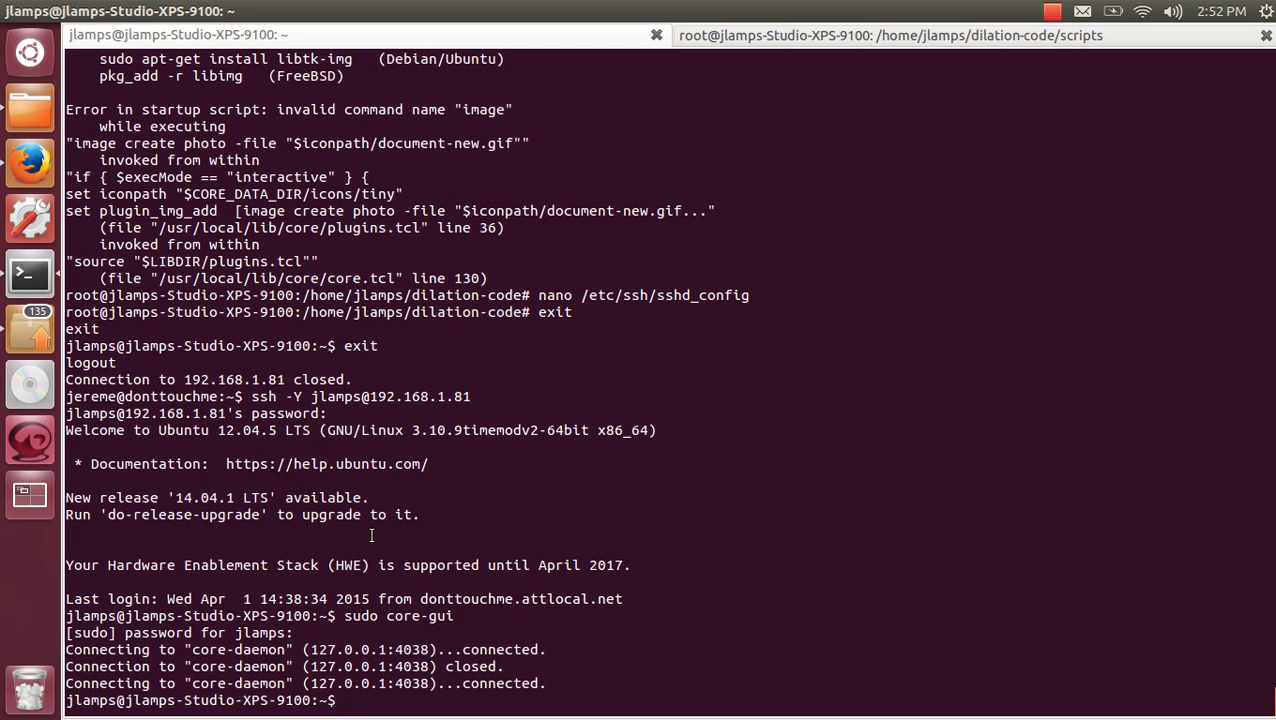 jlamps@jlamps-Studio-XPS-9100: ~
2:52 PM
jlamps@jlamps-Studio-XPS-9100: ~
root@jlamps-Studio-XPS-9100: /home/jlamps/dilation-code/scripts
sudo apt-get install libtk-img   (Debian/Ubuntu)
pkg_add -r libimg   (FreeBSD)
Error in startup script: invalid command name "image"
    while executing
"image create photo -file "$iconpath/document-new.gif""
    invoked from within
"if { $execMode == "interactive" } {
set iconpath "$CORE_DATA_DIR/icons/tiny"
set plugin_img_add  [image create photo -file "$iconpath/document-new.gif..."
    (file "/usr/local/lib/core/plugins.tcl" line 36)
    invoked from within
"source "$LIBDIR/plugins.tcl""
    (file "/usr/local/lib/core/core.tcl" line 130)
root@jlamps-Studio-XPS-9100:/home/jlamps/dilation-code# nano /etc/ssh/sshd_config
root@jlamps-Studio-XPS-9100:/home/jlamps/dilation-code# exit
exit
jlamps@jlamps-Studio-XPS-9100:~$ exit
logout
Connection to 192.168.1.81 closed.
jereme@donttouchme:~$ ssh -Y jlamps@192.168.1.81
jlamps@192.168.1.81's password:
Welcome to Ubuntu 12.04.5 LTS (GNU/Linux 3.10.9timemodv2-64bit x86_64)
 * Documentation:  https://help.ubuntu.com/
New release '14.04.1 LTS' available.
Run 'do-release-upgrade' to upgrade to it.
Your Hardware Enablement Stack (HWE) is supported until April 2017.
Last login: Wed Apr  1 14:38:34 2015 from donttouchme.attlocal.net
jlamps@jlamps-Studio-XPS-9100:~$ sudo core-gui
[sudo] password for jlamps:
Connecting to "core-daemon" (127.0.0.1:4038)...connected.
Connection to "core-daemon" (127.0.0.1:4038) closed.
Connecting to "core-daemon" (127.0.0.1:4038)...connected.
jlamps@jlamps-Studio-XPS-9100:~$
135